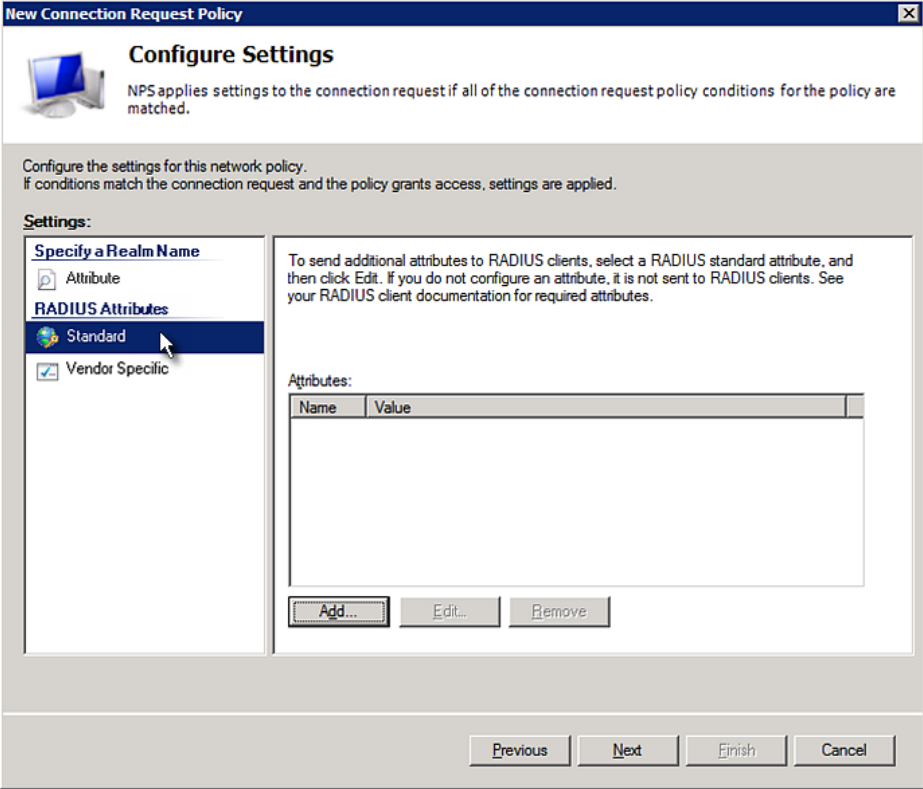 New Connection Request Policy
Configure Settings
NPS applies settings to the connection request if all of the connection request policy conditions for the policy are
matched.
Configure the settings for this network policy.
If conditions match the connection request and the policy grants access, settings are applied.
Settings:
Specify a Realm Name
Attribute
RADIUS Attributes
Standard
Vendor Specific
To send additional attributes to RADIUS clients, select a RADIUS standard attribute, and
then click Edit. If you do not configure an attribute, it is not sent to RADIUS clients. See
your RADIUS client documentation for required attributes.
Attributes:
Name Value
Add... Edit... Remove
Previous Next Finish Cancel